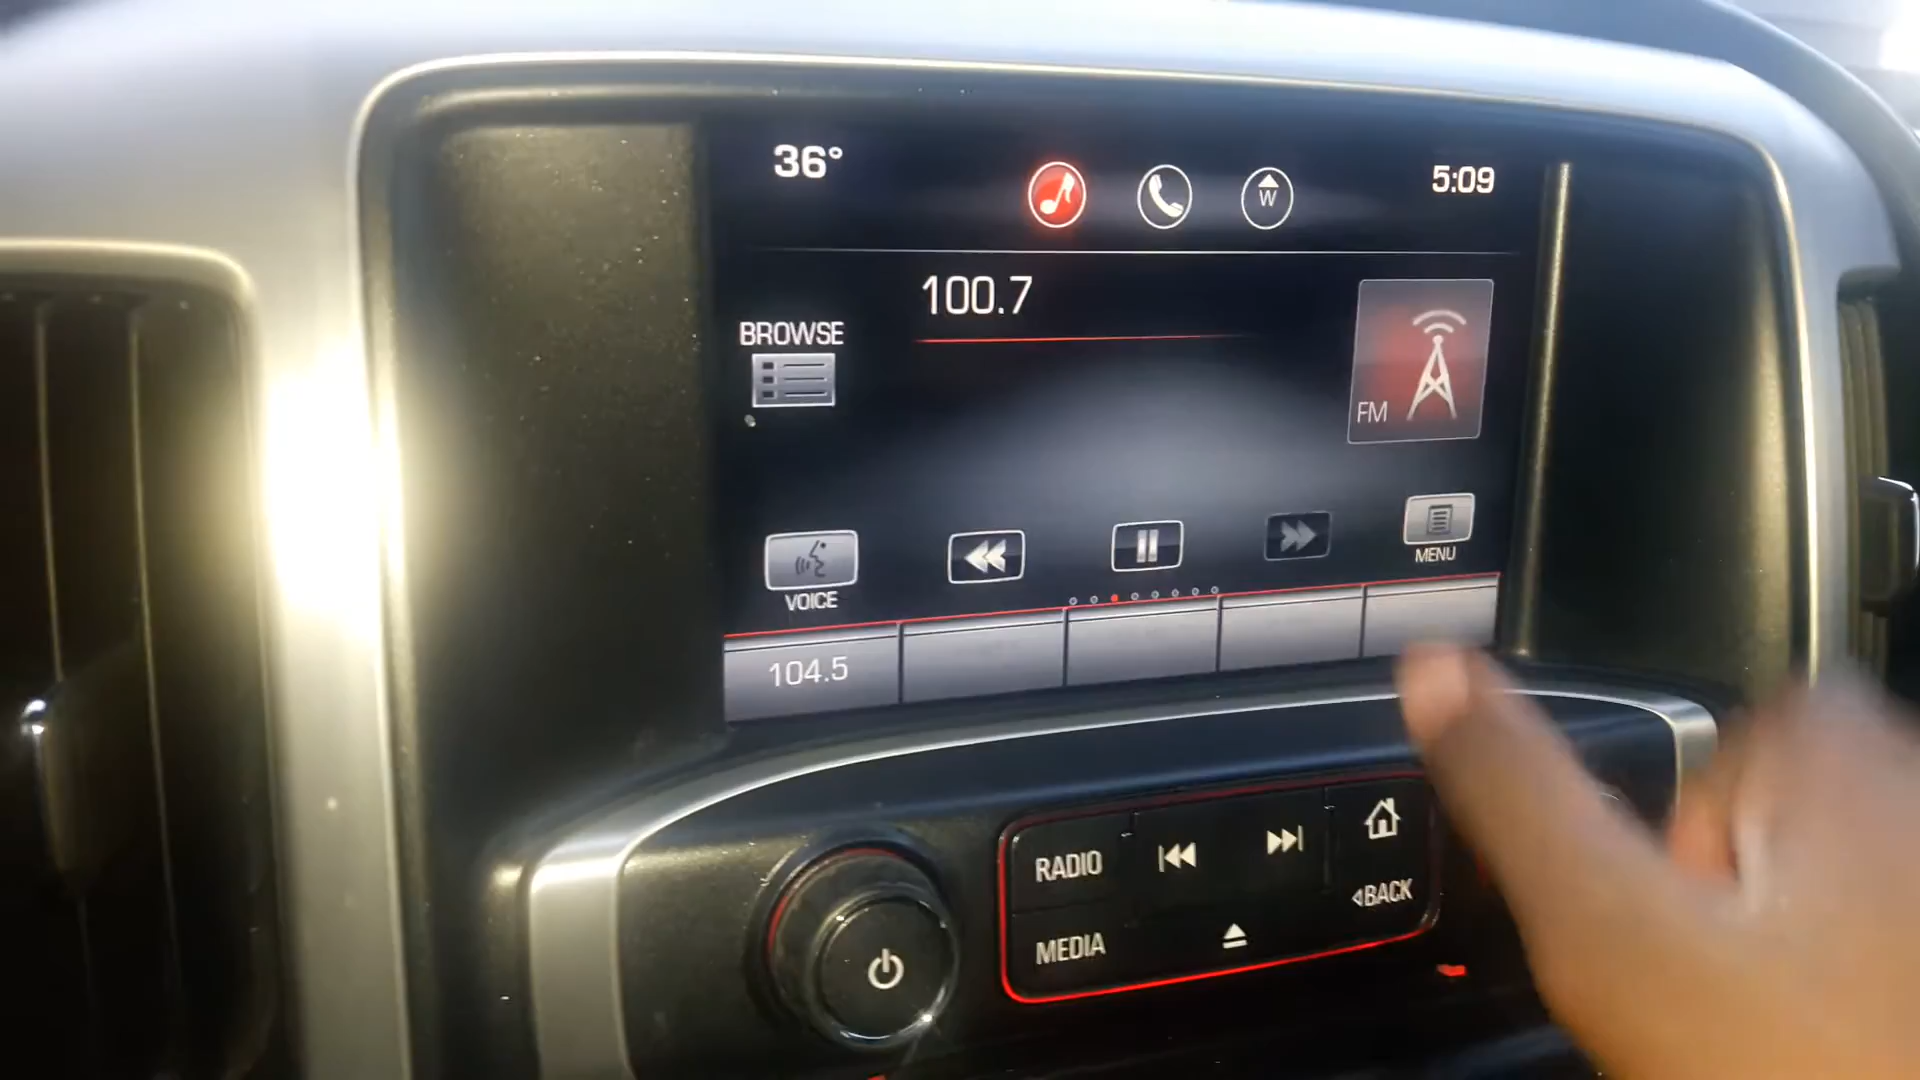 36°
W
5:09
100.7
BROWSE
FM
VOICE
MENU
104.5
RADIO
BACK
MEDIA